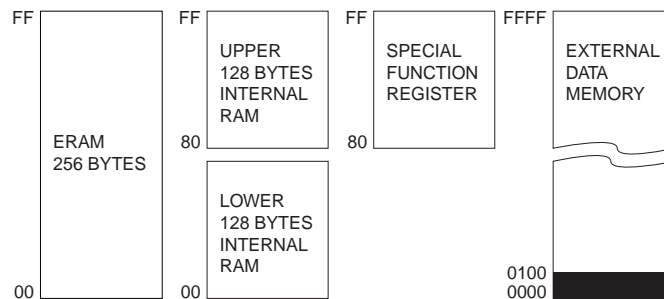 FF
ERAM
256 BYTES
00
FF
UPPER
128 BYTES
INTERNAL
RAM
80
LOWER
128 BYTES
INTERNAL
RAM
00
FF
SPECIAL
FUNCTION
REGISTER
80
FFFF
EXTERNAL
DATA
MEMORY
0100
0000